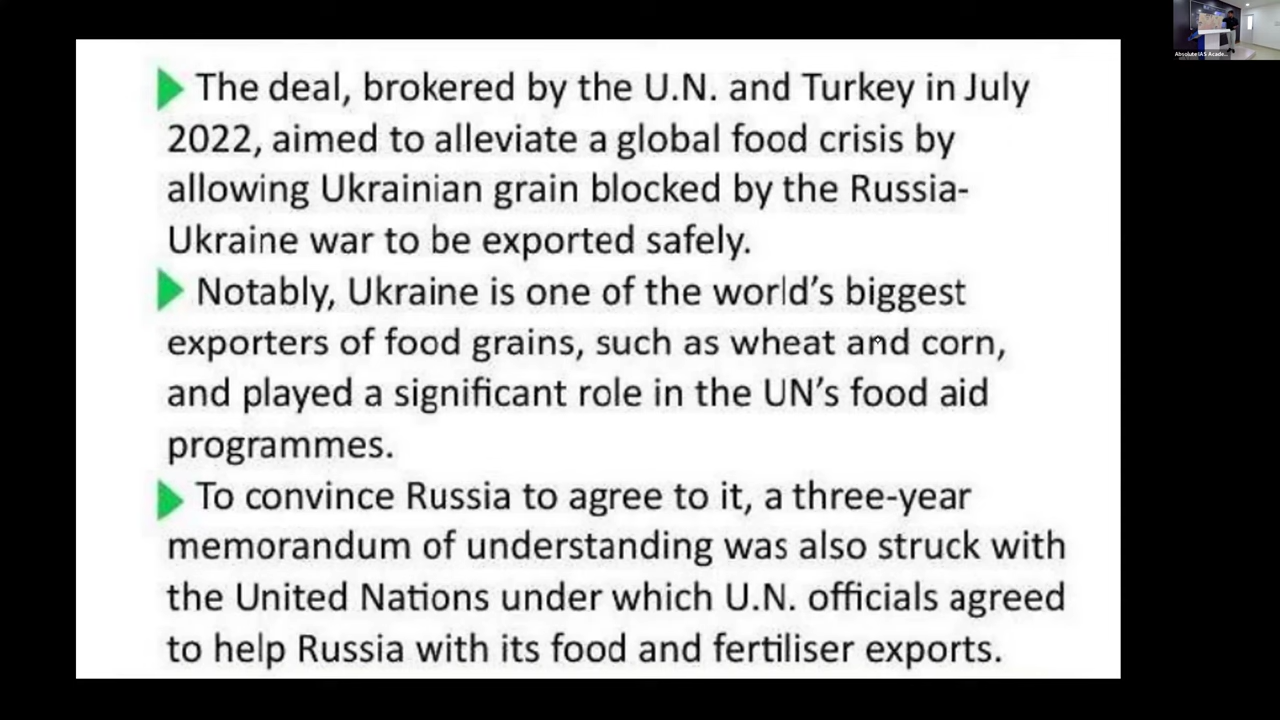 The deal, brokered by the U.N. and Turkey in July
2022, aimed to alleviate a global food crisis by
allowing Ukrainian grain blocked by the Russia-
Ukraine war to be exported safely.
Notably, Ukraine is one of the world's biggest
exporters of food grains, such as wheat and corn,
and played a significant role in the UN's food aid
programmes.
To convince Russia to agree to it, a three-year
memorandum of understanding was also struck with
the United Nations under which U.N. officials agreed
to help Russia with its food and fertiliser exports.
Absolute IAS Acade...